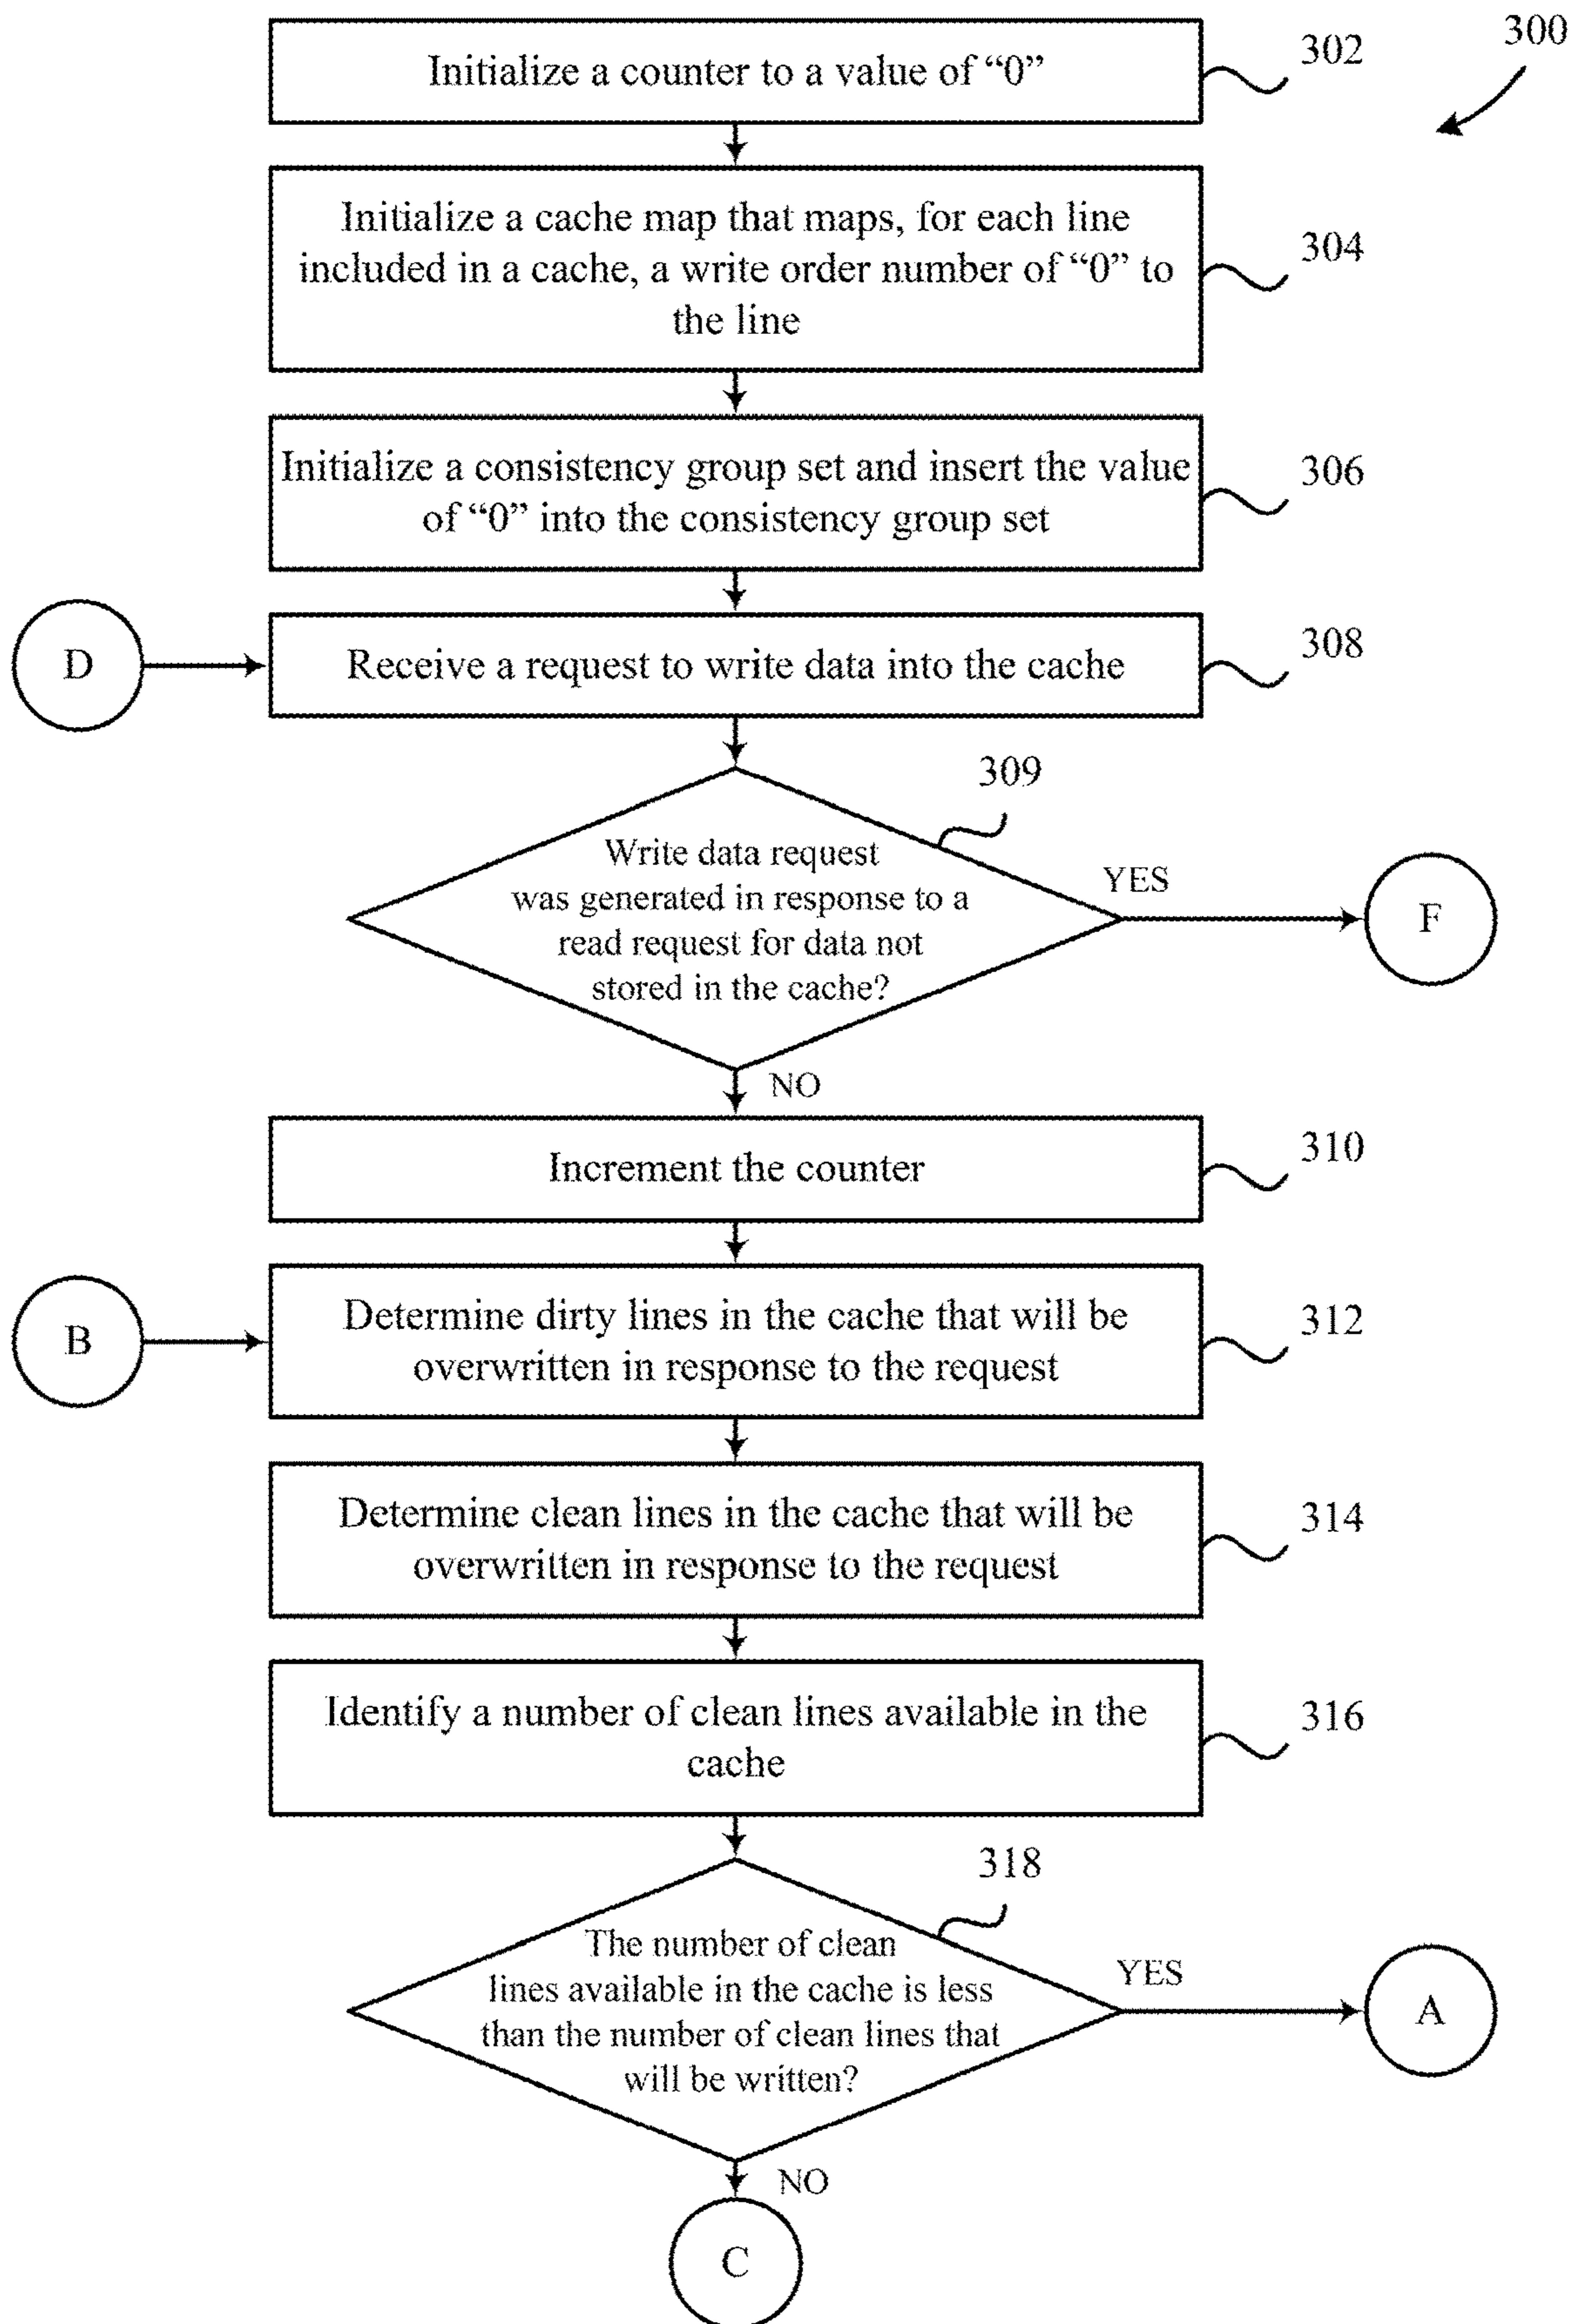 300
Initialize a counter to a value of “0”
302
Initialize a cache map that maps, for each line
included in a cache, a write order number of “0” to
the line
304
Initialize a consistency group set and insert the value
of “0” into the consistency group set
306
D
Receive a request to write data into the cache
308
309
Write data request
was generated in response to a
read request for data not
stored in the cache?
YES
F
NO
Increment the counter
310
B
Determine dirty lines in the cache that will be
overwritten in response to the request
312
Determine clean lines in the cache that will be
overwritten in response to the request
314
Identify a number of clean lines available in the
cache
316
318
The number of clean
lines available in the cache is less
than the number of clean lines that
will be written?
YES
A
NO
C